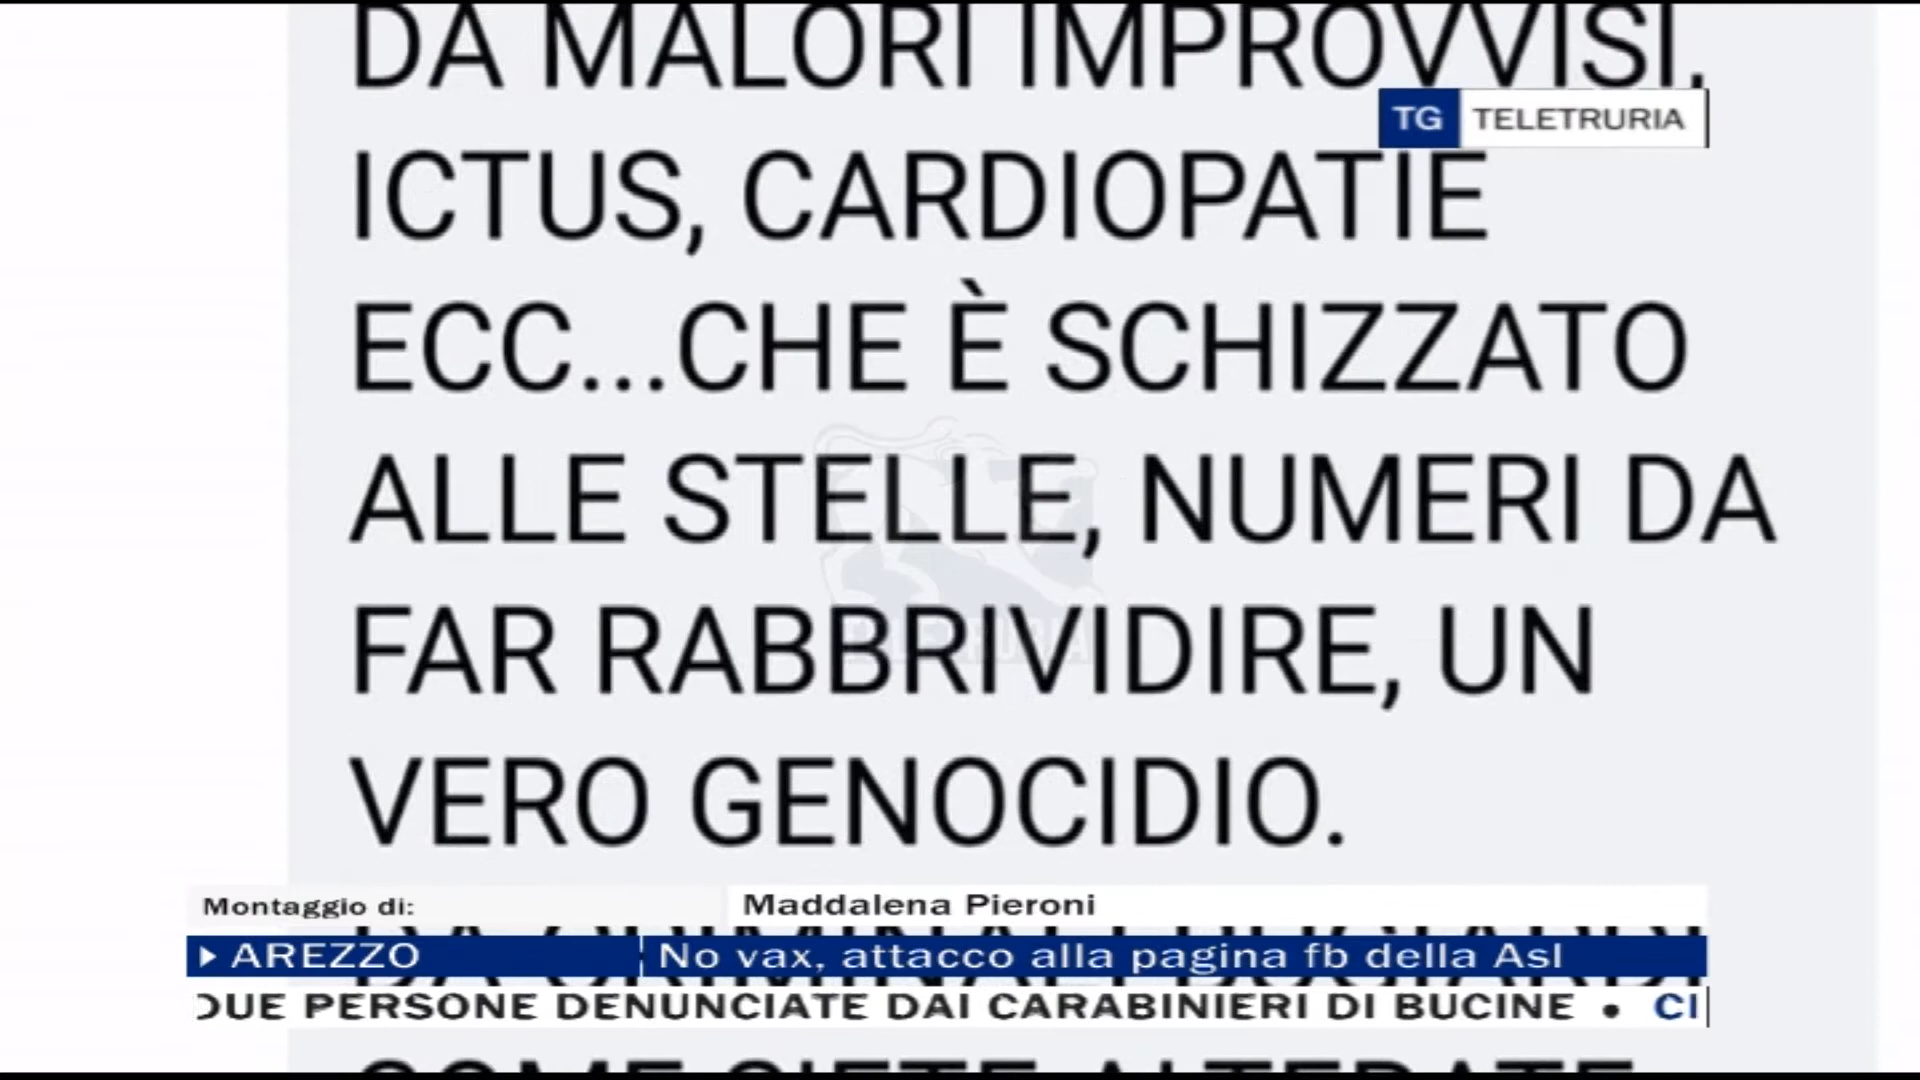 DA MALORI IMPROVVISI,
TG TELETRURIA
ICTUS, CARDIOPATIE
ECC...CHE È SCHIZZATO
ALLE STELLE, NUMERI DA
FAR RABBRIVIDIRE, UN
VERO GENOCIDIO.
Montaggio di: Maddalena Pieroni
AREZZO No vax, attacco alla pagina fb della Asl
DUE PERSONE DENUNCIATE DAI CARABINIERI DI BUCINE • CI